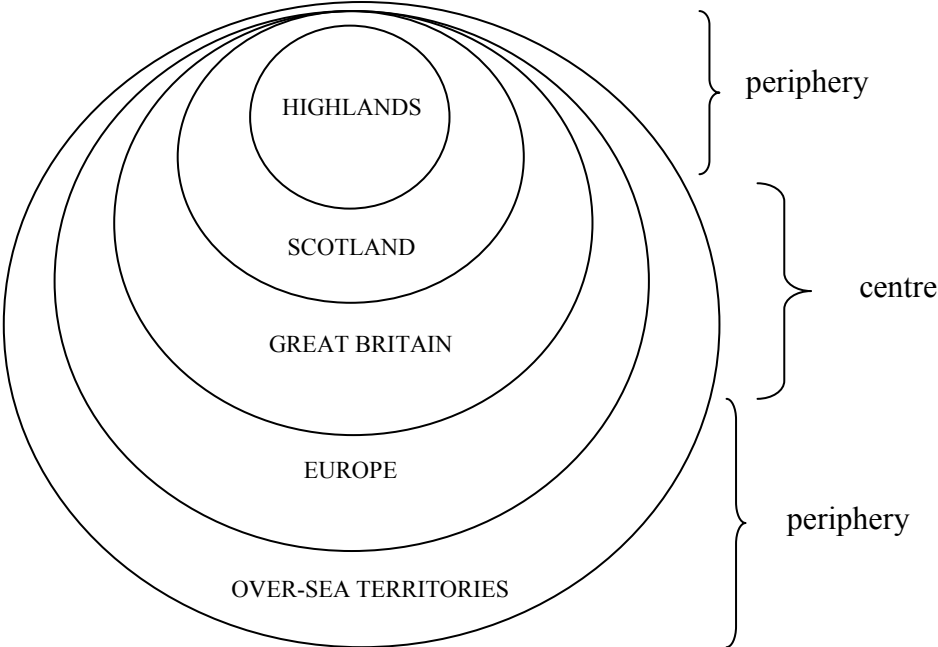 periphery
HIGHLANDS
SCOTLAND
centre
GREAT BRITAIN
EUROPE
periphery
OVER-SEA TERRITORIES